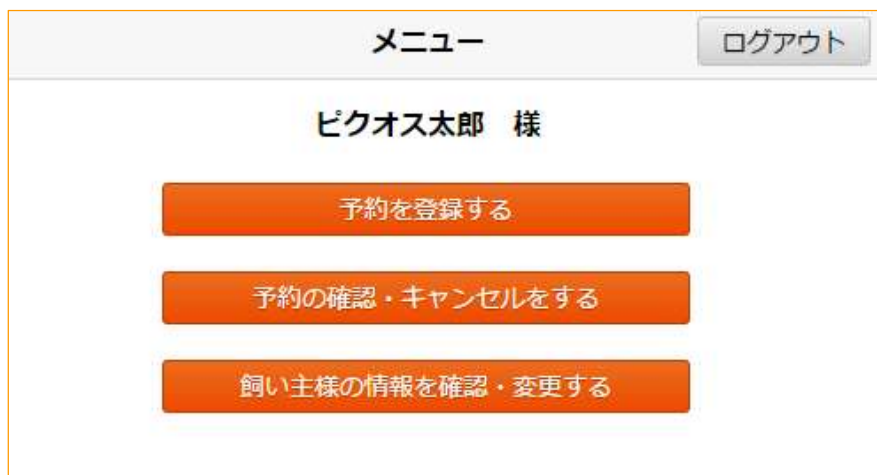 メニュー
ログアウト
ピクオス太郎　様
予約を登録する
予約の確認・キャンセルをする
飼い主様の情報を確認・変更する